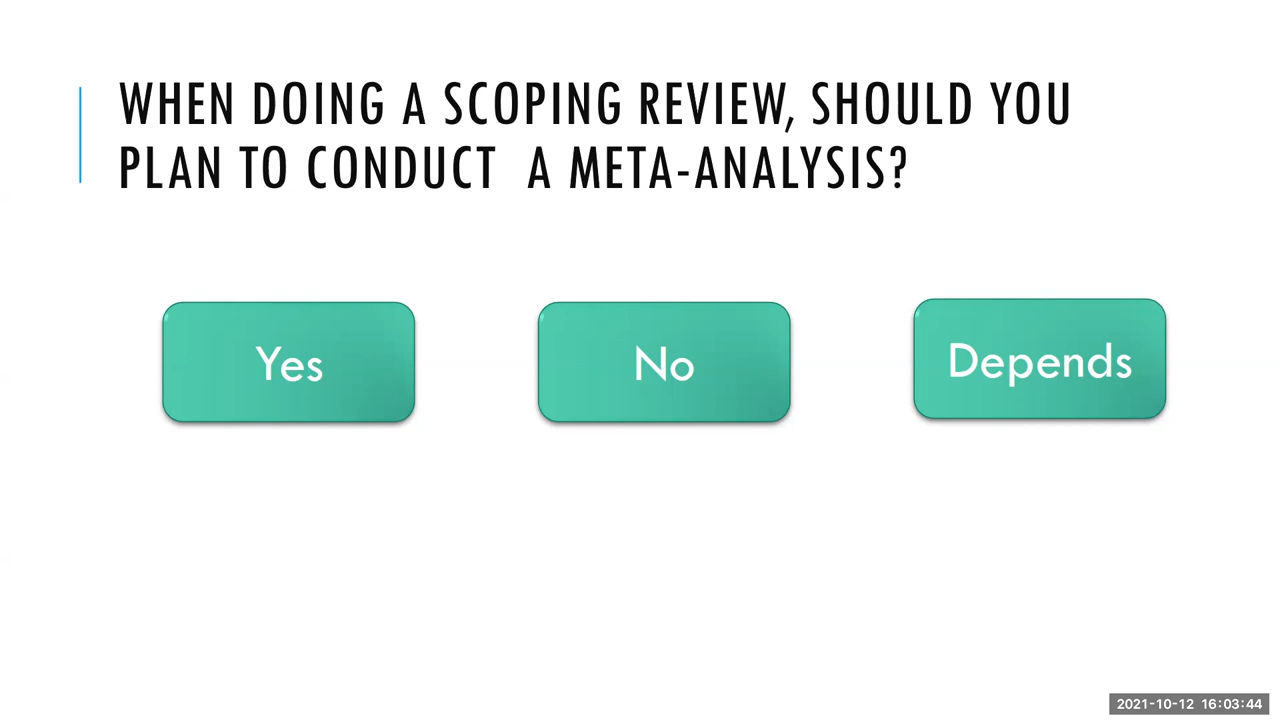 WHEN DOING A SCOPING REVIEW, SHOULD YOU
PLAN TO CONDUCT A META-ANALYSIS?
Yes
No
Depends
2021-10-12 16:03:44